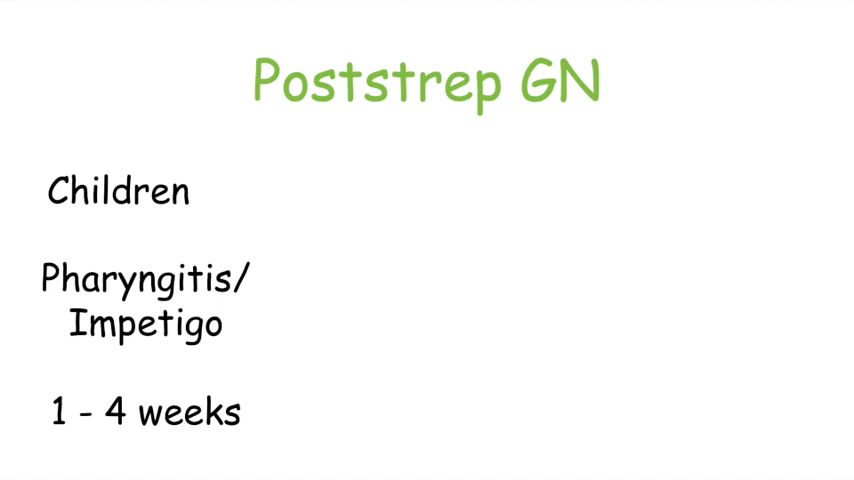 Poststrep GN
Children
Pharyngitis/
Impetigo
1 - 4 weeks